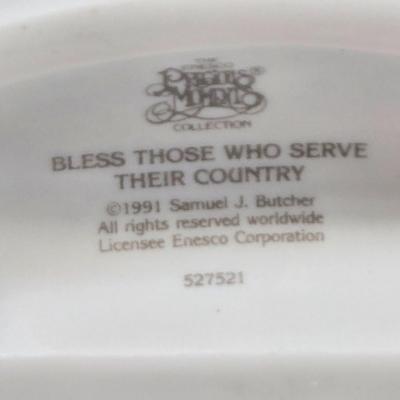 THE
ENESCO
PRECIOUS MOMENTS®
COLLECTION
BLESS THOSE WHO SERVE
THEIR COUNTRY
©1991 Samuel J. Butcher
All rights reserved worldwide
Licensee Enesco Corporation
527521